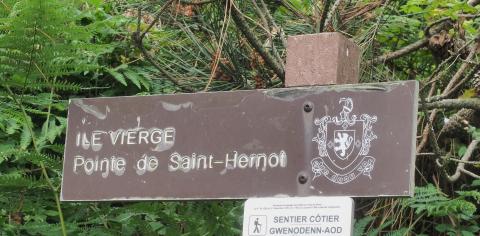 ILE VIERGE
Pointe de Saint-Hernot
SENTIER CÔTIER
GWENODENN-AOD